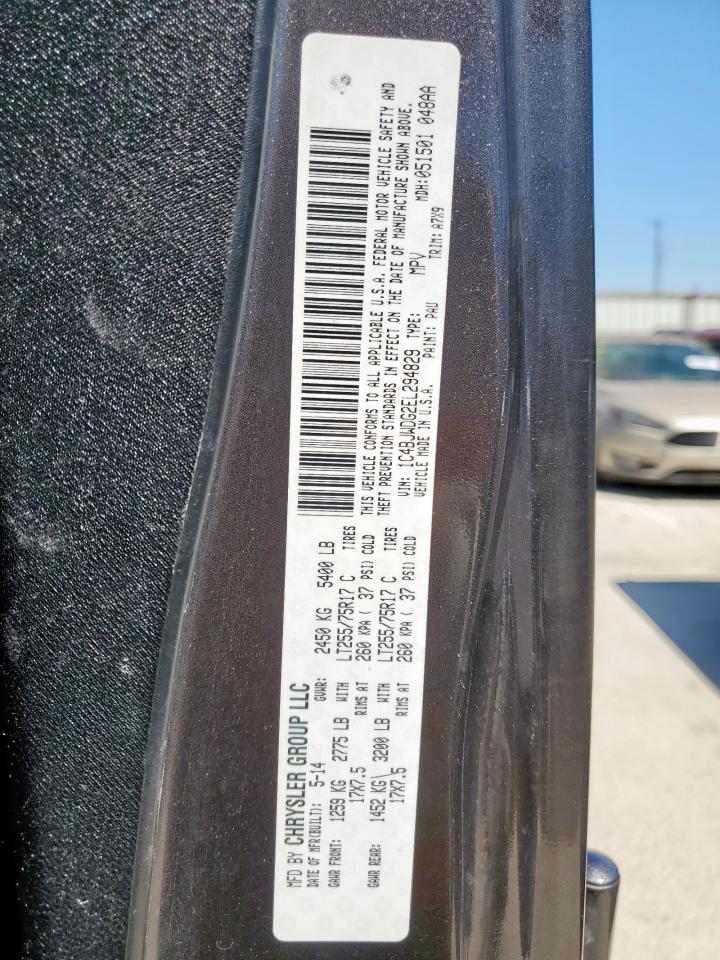 MFD BY CHRYSLER GROUP LLC
DATE OF MFR(BUILT): 5-14 GVWR: 2450 KG 5400 LB
GAWR FRONT: 1259 KG 2775 LB WITH LT255/75R17 C TIRES
17X7.5 RIMS AT 260 KPA ( 37 PSI) COLD
GAWR REAR: 1452 KG 3200 LB WITH LT255/75R17 C TIRES
17X7.5 RIMS AT 260 KPA ( 37 PSI) COLD
THIS VEHICLE CONFORMS TO ALL APPLICABLE U.S.A. FEDERAL MOTOR VEHICLE SAFETY AND
THEFT PREVENTION STANDARDS IN EFFECT ON THE DATE OF MANUFACTURE SHOWN ABOVE.
VIN: 1C4BJWDG2EL294829 TYPE: MPV MDH:051501 048AA
VEHICLE MADE IN U.S.A. PAINT: PAU TRIM: A7X9